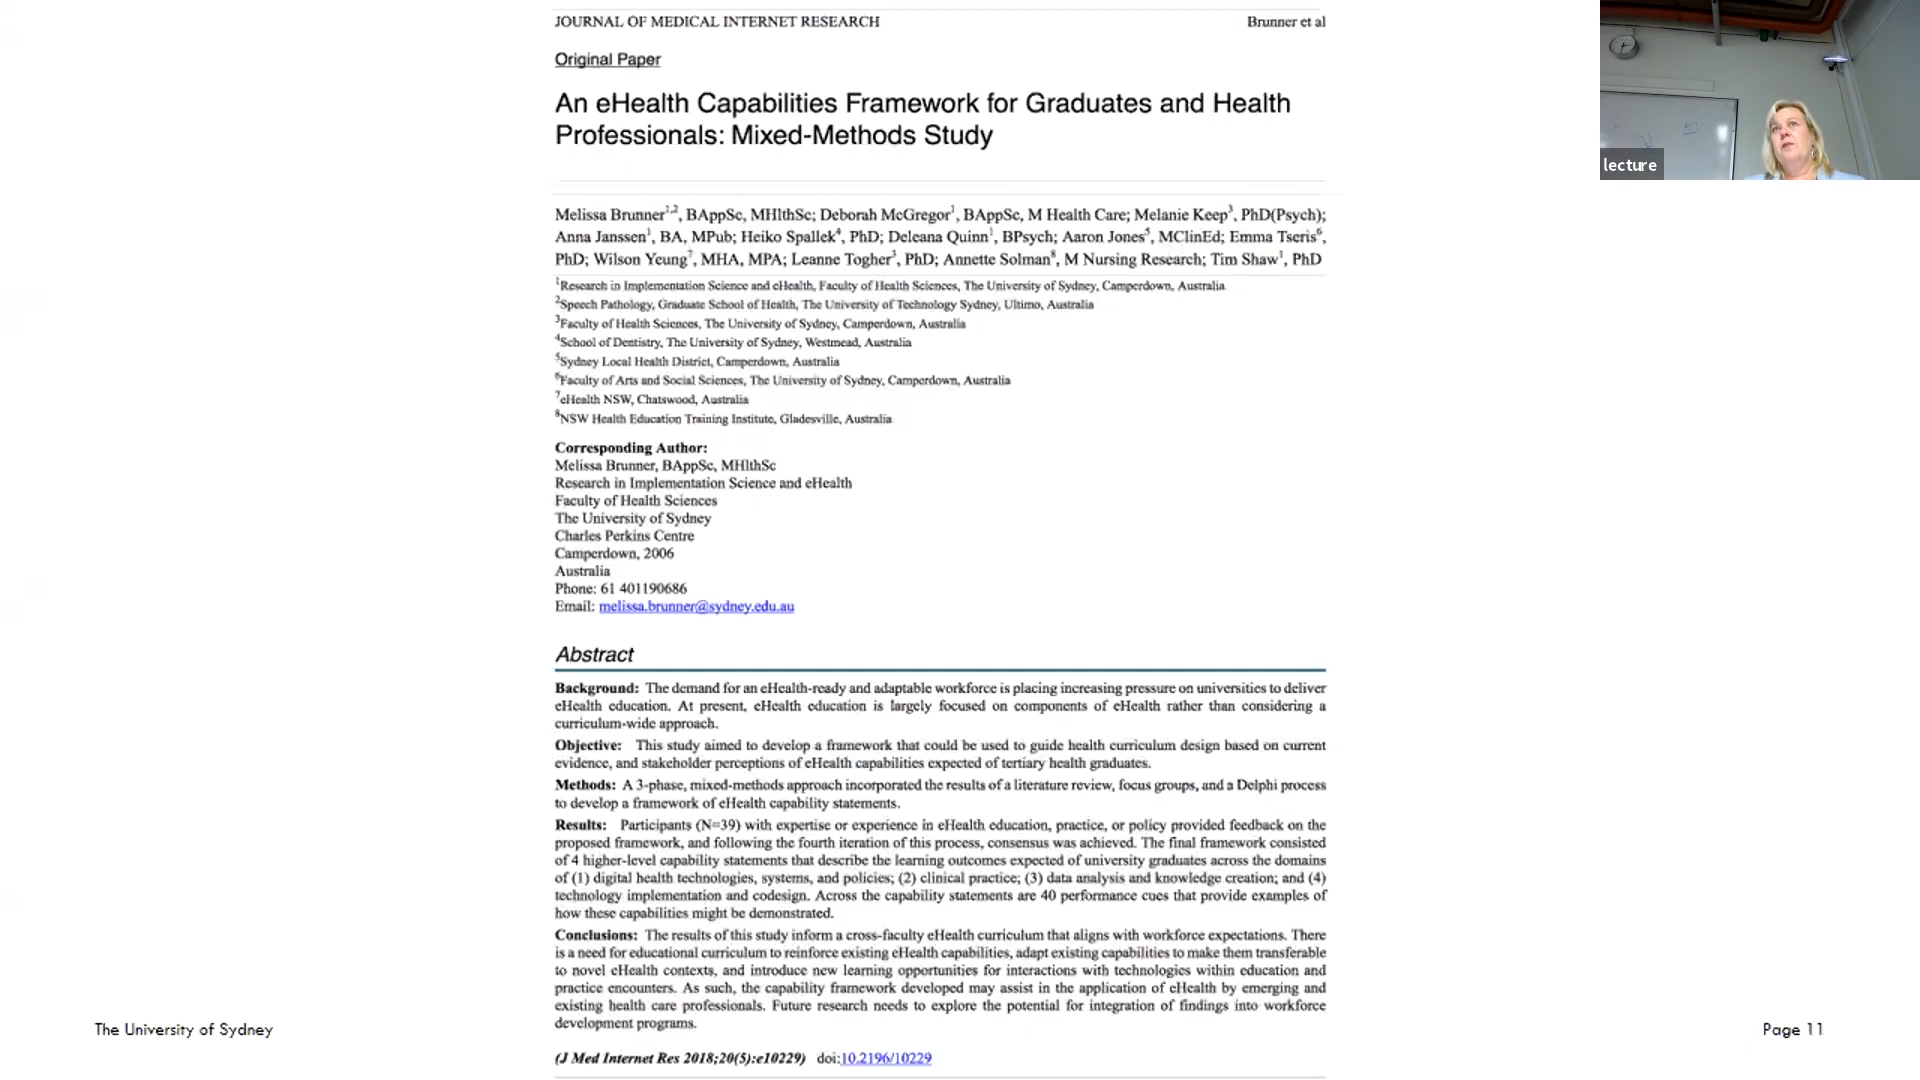 JOURNAL OF MEDICAL INTERNET RESEARCH
Brunner et al
Original Paper
An eHealth Capabilities Framework for Graduates and Health
Professionals: Mixed-Methods Study
lecture
Melissa Brunner1,2, BAppSc, MHlthSc; Deborah McGregor1, BAppSc, M Health Care; Melanie Keep3, PhD(Psych);
Anna Janssen1, BA, MPub; Heiko Spallek4, PhD; Deleana Quinn1, BPsych; Aaron Jones5, MClinEd; Emma Tseris6,
PhD; Wilson Yeung7, MHA, MPA; Leanne Togher3, PhD; Annette Solman8, M Nursing Research; Tim Shaw1, PhD
1Research in Implementation Science and eHealth, Faculty of Health Sciences, The University of Sydney, Camperdown, Australia
2Speech Pathology, Graduate School of Health, The University of Technology Sydney, Ultimo, Australia
3Faculty of Health Sciences, The University of Sydney, Camperdown, Australia
4School of Dentistry, The University of Sydney, Westmead, Australia
5Sydney Local Health District, Camperdown, Australia
6Faculty of Arts and Social Sciences, The University of Sydney, Camperdown, Australia
7eHealth NSW, Chatswood, Australia
8NSW Health Education Training Institute, Gladesville, Australia
Corresponding Author:
Melissa Brunner, BAppSc, MHlthSc
Research in Implementation Science and eHealth
Faculty of Health Sciences
The University of Sydney
Charles Perkins Centre
Camperdown, 2006
Australia
Phone: 61 401190686
Email: melissa.brunner@sydney.edu.au
Abstract
Background: The demand for an eHealth-ready and adaptable workforce is placing increasing pressure on universities to deliver
eHealth education. At present, eHealth education is largely focused on components of eHealth rather than considering a
curriculum-wide approach.
Objective: This study aimed to develop a framework that could be used to guide health curriculum design based on current
evidence, and stakeholder perceptions of eHealth capabilities expected of tertiary health graduates.
Methods: A 3-phase, mixed-methods approach incorporated the results of a literature review, focus groups, and a Delphi process
to develop a framework of eHealth capability statements.
Results: Participants (N=39) with expertise or experience in eHealth education, practice, or policy provided feedback on the
proposed framework, and following the fourth iteration of this process, consensus was achieved. The final framework consisted
of 4 higher-level capability statements that describe the learning outcomes expected of university graduates across the domains
of (1) digital health technologies, systems, and policies; (2) clinical practice; (3) data analysis and knowledge creation; and (4)
technology implementation and codesign. Across the capability statements are 40 performance cues that provide examples of
how these capabilities might be demonstrated.
Conclusions: The results of this study inform a cross-faculty eHealth curriculum that aligns with workforce expectations. There
is a need for educational curriculum to reinforce existing eHealth capabilities, adapt existing capabilities to make them transferable
to novel eHealth contexts, and introduce new learning opportunities for interactions with technologies within education and
practice encounters. As such, the capability framework developed may assist in the application of eHealth by emerging and
existing health care professionals. Future research needs to explore the potential for integration of findings into workforce
development programs.
(J Med Internet Res 2018;20(5):e10229) doi:10.2196/10229
The University of Sydney
Page 11